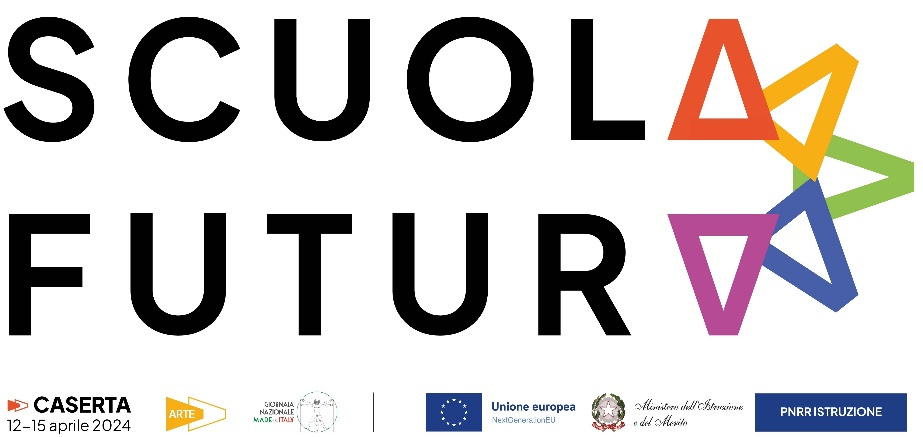 SCUOLA
FUTURA
CASERTA
12–15 aprile 2024
ARTE
GIORNATA
NAZIONALE
MADE IN ITALY
Unione europea
NextGenerationEU
Ministero dell'Istruzione
e del Merito
PNRR ISTRUZIONE